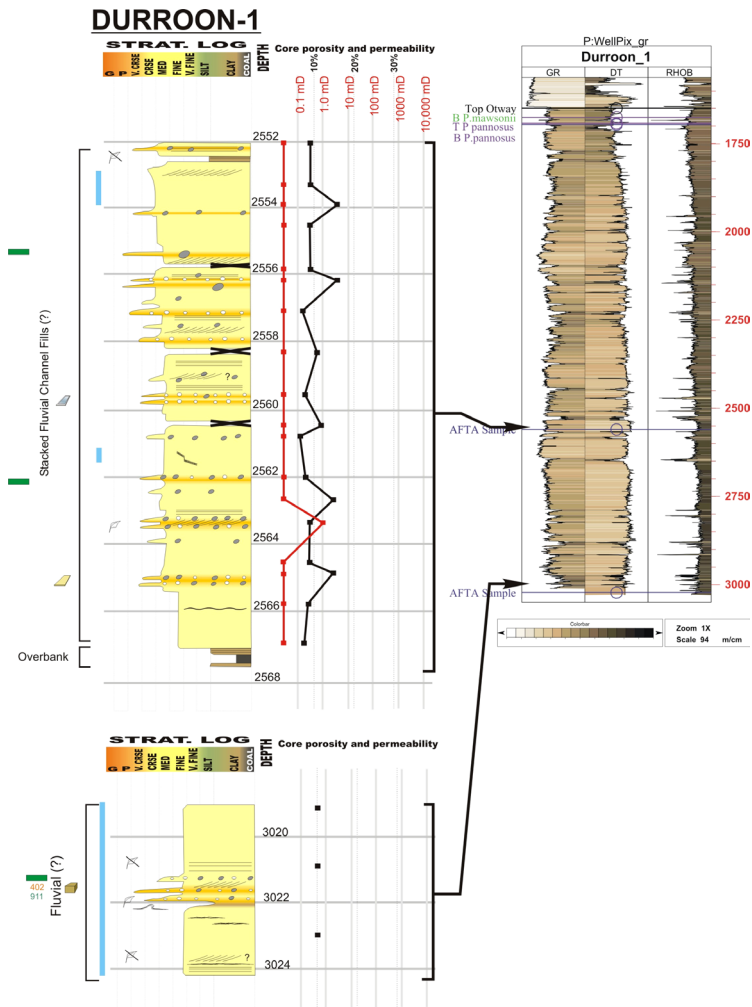 DURROON-1
STRAT. LOG
G P V. CRSE CRSE MED FINE V. FINE SILT CLAY COAL
DEPTH
Core porosity and permeability
10% 20% 30%
0.1 mD 1.0 mD 10 mD 100 mD 1000 mD 10,000 mD
2552
2554
2556
2558
?
2560
2562
2564
2566
2568
Stacked Fluvial Channel Fills (?)
Overbank
P:WellPix_gr
Durroon_1
GR DT RHOB
Top Otway
B P.mawsonii
T P pannosus
B P.pannosus
1750
2000
2250
2500
AFTA Sample
2750
3000
AFTA Sample
Colorbar
Zoom 1X
Scale 94 m/cm
STRAT. LOG
G P V. CRSE CRSE MED FINE V. FINE SILT CLAY COAL
DEPTH
Core porosity and permeability
3020
3022
3024
?
402
911
Fluvial (?)